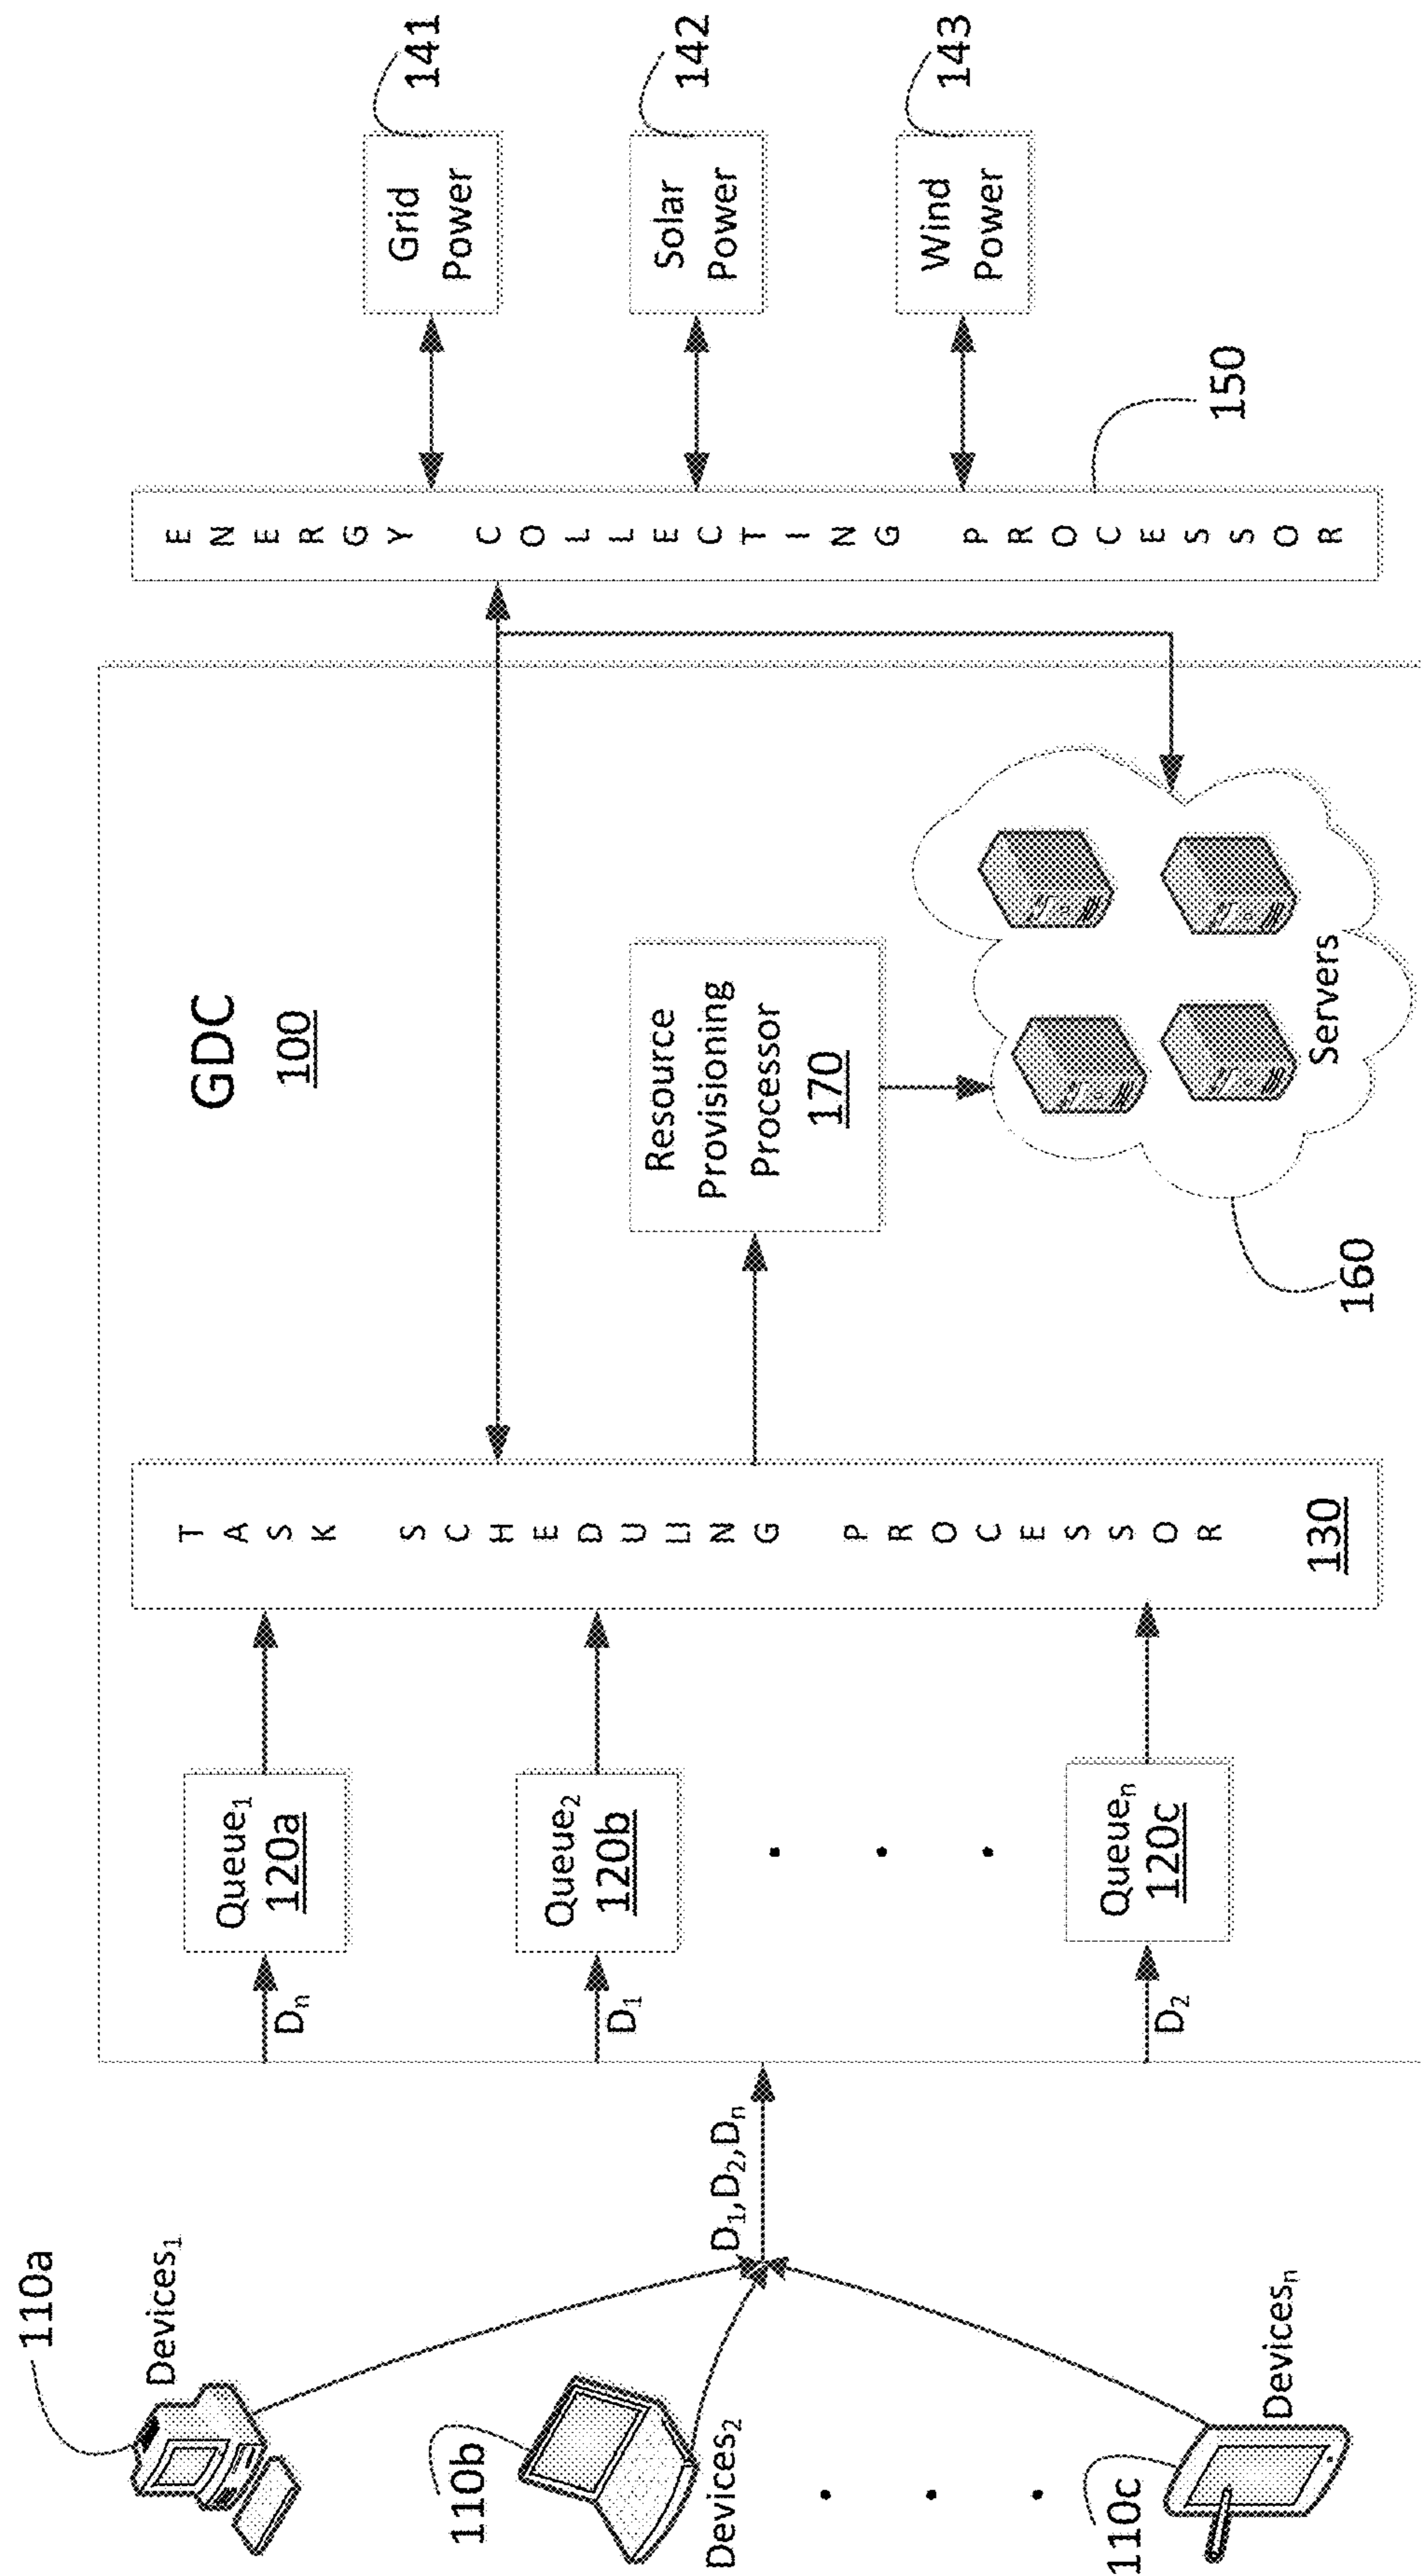 110a
Devices₁
110b
Devices₂
110c
Devicesₙ
D₁,D₂,Dₙ
GDC
100
Dₙ
Queue₁
120a
D₁
Queue₂
120b
D₂
Queueₙ
120c
TASK SCHEDULING PROCESSOR
130
Resource
Provisioning
Processor
170
Servers
160
ENERGY COLLECTING PROCESSOR
150
Grid
Power
141
Solar
Power
142
Wind
Power
143